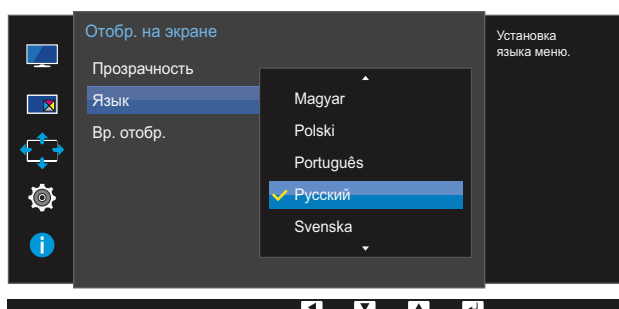 Отобр. на экране
Прозрачность
Язык
Вр. отобр.
Magyar
Polski
Português
Русский
Svenska
Установка
языка меню.